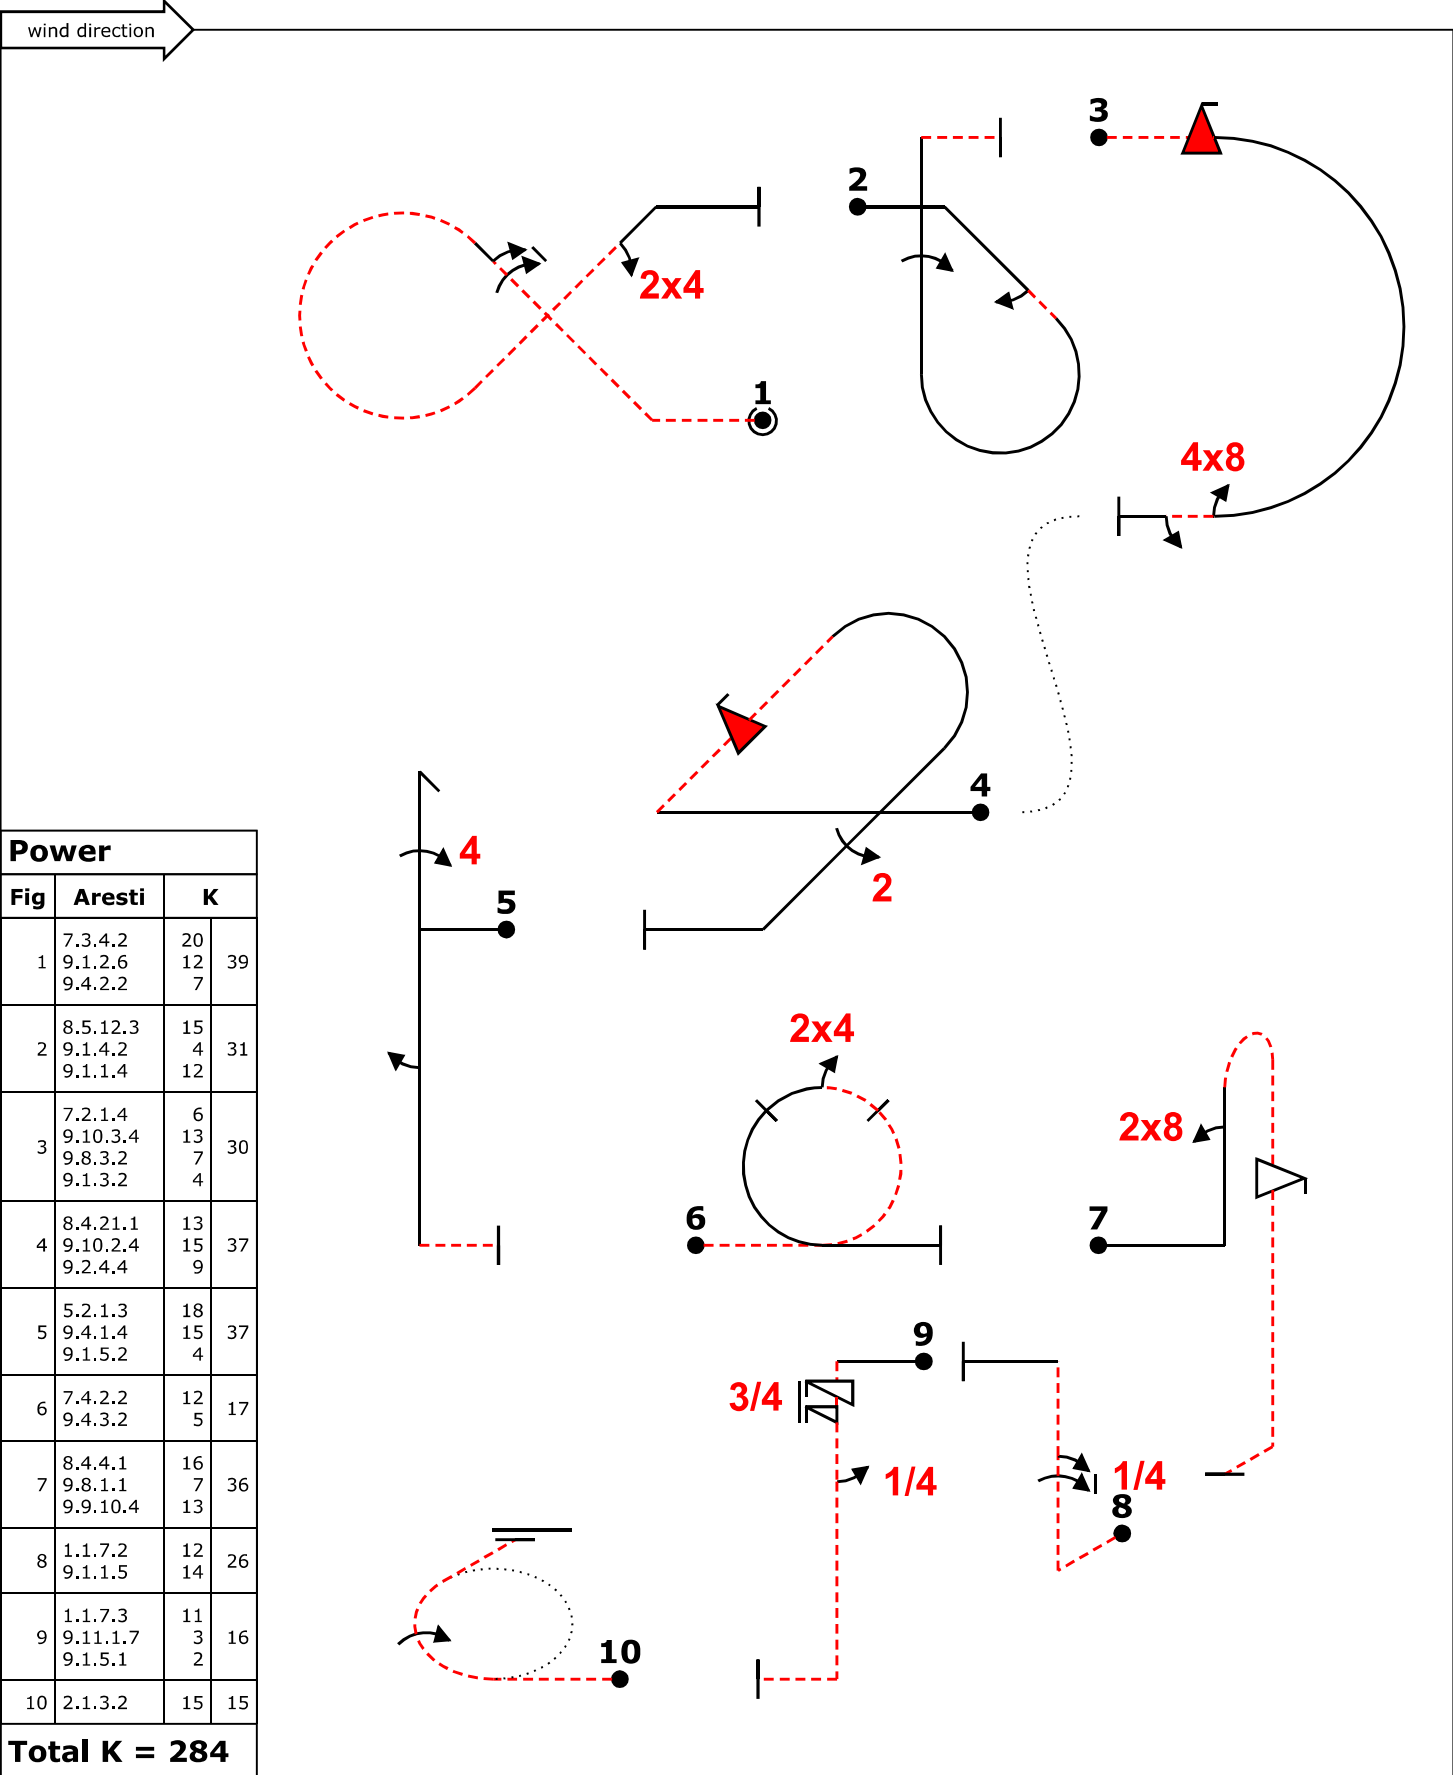 wind direction
1
2x4
2
3
4x8
4
2
5
4
6
2x4
7
2x8
8
1/4
9
3/4
1/4
10
Power
Fig Aresti K
1 7.3.4.2 20 39
9.1.2.6 12
9.4.2.2 7
2 8.5.12.3 15 31
9.1.4.2 4
9.1.1.4 12
3 7.2.1.4 6 30
9.10.3.4 13
9.8.3.2 7
9.1.3.2 4
4 8.4.21.1 13 37
9.10.2.4 15
9.2.4.4 9
5 5.2.1.3 18 37
9.4.1.4 15
9.1.5.2 4
6 7.4.2.2 12 17
9.4.3.2 5
7 8.4.4.1 16 36
9.8.1.1 7
9.9.10.4 13
8 1.1.7.2 12 26
9.1.1.5 14
9 1.1.7.3 11 16
9.11.1.7 3
9.1.5.1 2
10 2.1.3.2 15 15
Total K = 284